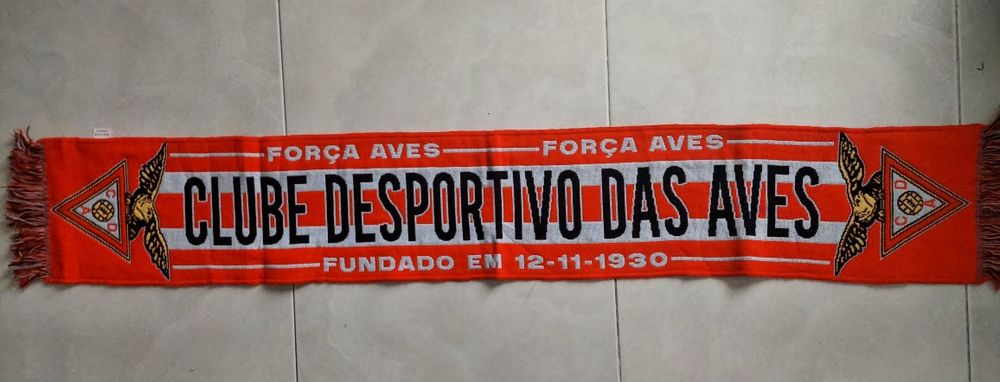 FORÇA AVES FORÇA AVES
CLUBE DESPORTIVO DAS AVES
FUNDADO EM 12-11-1930
C D A
C D A